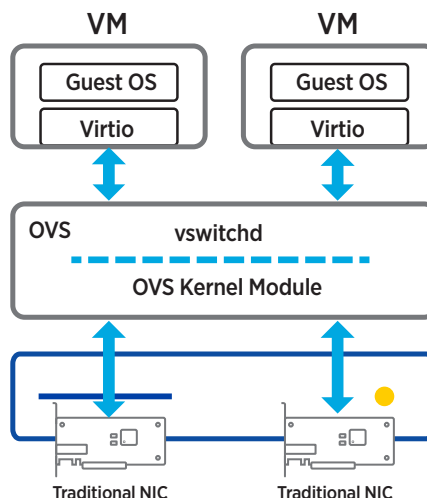 VM VM
Guest OS Guest OS
Virtio Virtio
OVS vswitchd
OVS Kernel Module
Traditional NIC Traditional NIC